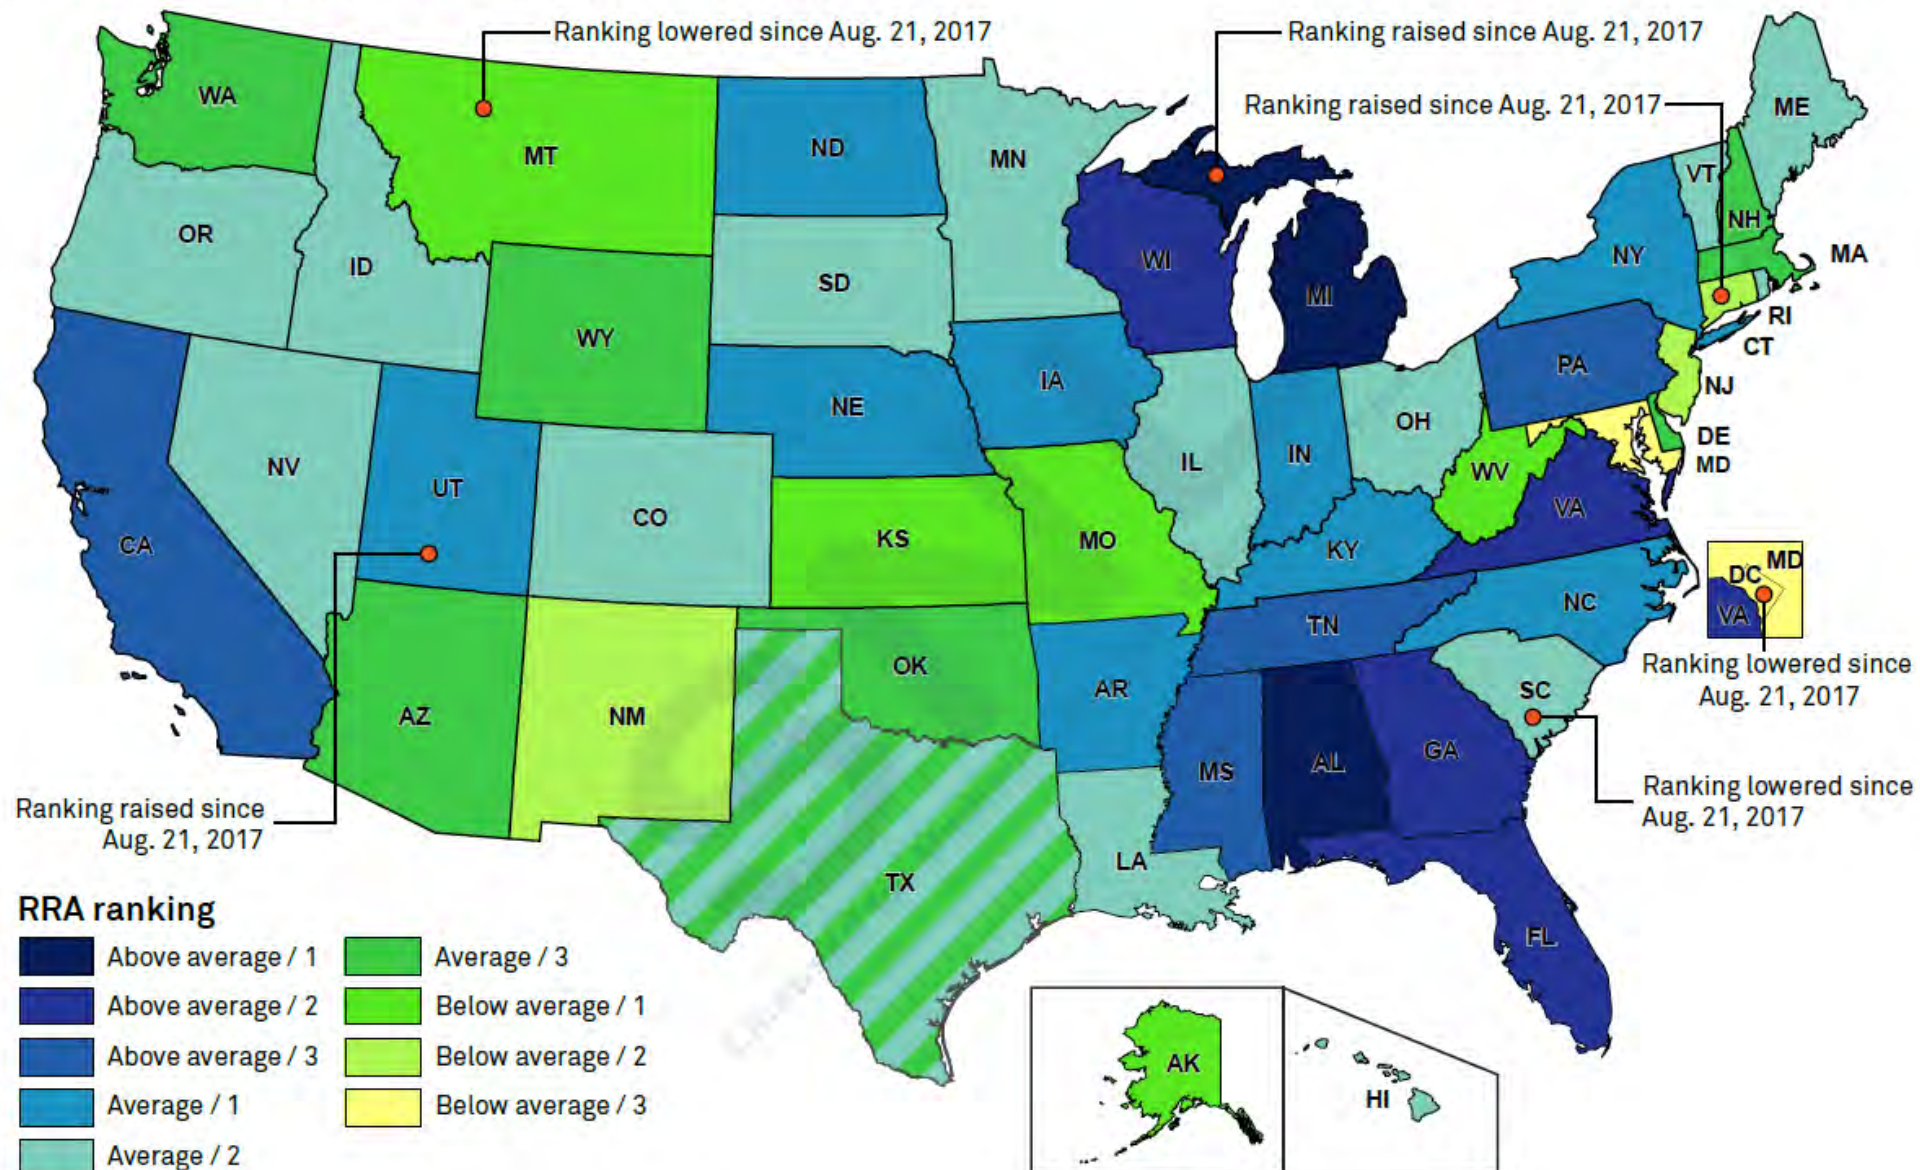 Ranking lowered since Aug. 21, 2017
Ranking raised since Aug. 21, 2017
Ranking raised since Aug. 21, 2017
WA
MT
ND
MN
ME
VT
NH
OR
ID
SD
WI
MI
NY
MA
WY
RI
CT
IA
PA
NJ
NE
OH
DE
MD
NV
UT
CO
IL
IN
WV
VA
CA
KS
MO
KY
DC
MD
VA
NC
TN
Ranking lowered since
Aug. 21, 2017
OK
AR
SC
AZ
NM
MS
AL
GA
Ranking lowered since
Aug. 21, 2017
Ranking raised since
Aug. 21, 2017
LA
TX
FL
RRA ranking
Above average / 1
Average / 3
Above average / 2
Below average / 1
Above average / 3
Below average / 2
Average / 1
Below average / 3
Average / 2
AK
HI